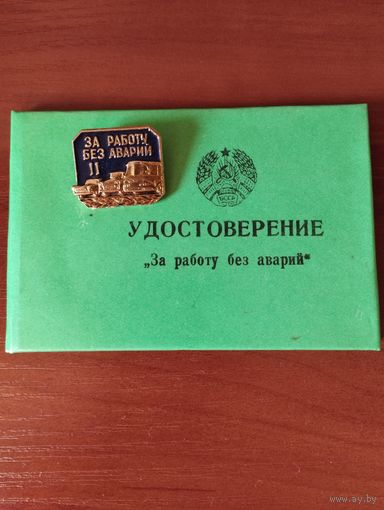 ЗА РАБОТУ
БЕЗ АВАРИЙ
II
БССР
УДОСТОВЕРЕНИЕ
„За работу без аварий“
www.ay.by